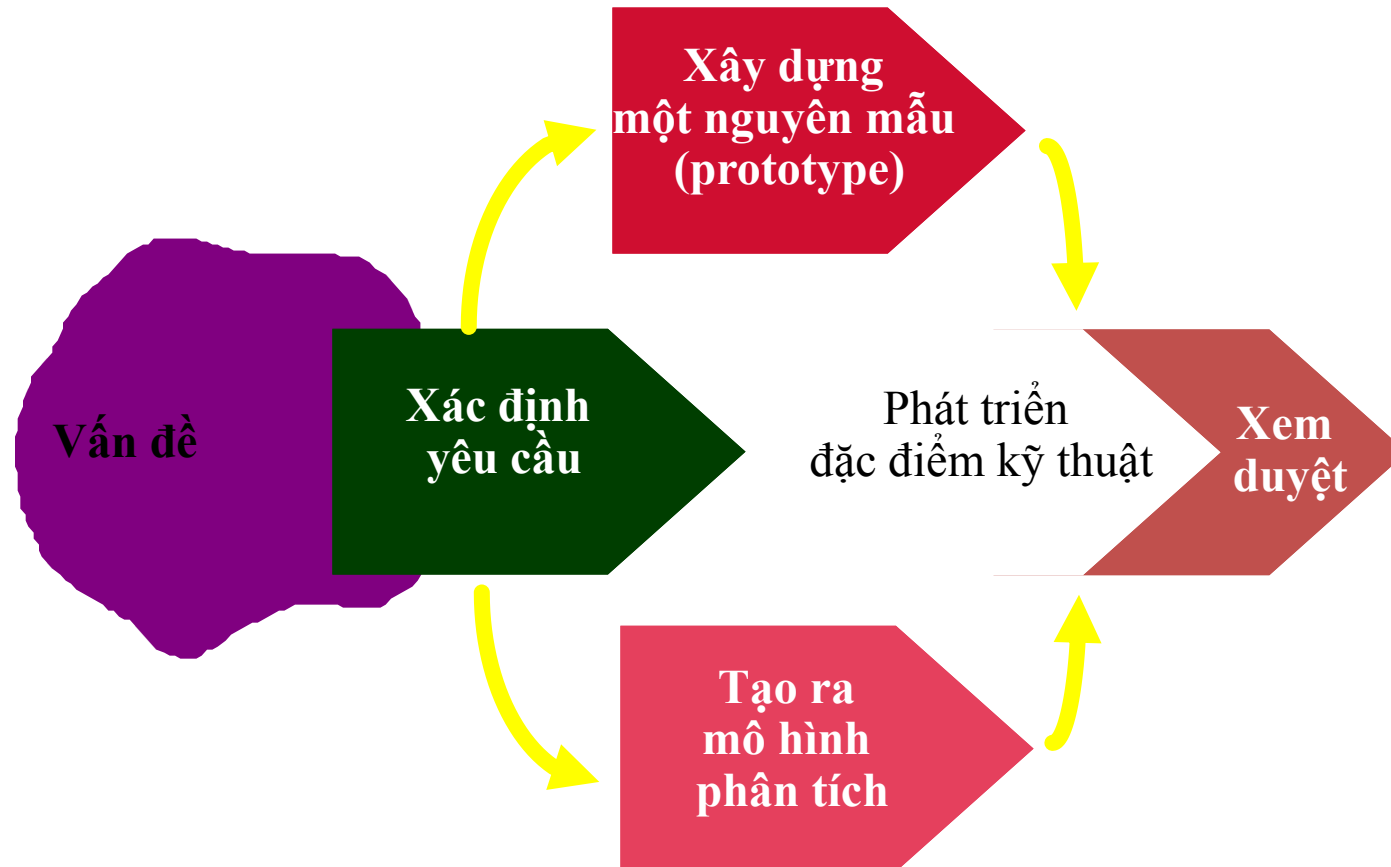 Xây dựng
một nguyên mẫu
(prototype)
Vấn đề
Xác định
yêu cầu
Phát triển
đặc điểm kỹ thuật
Xem
duyệt
Tạo ra
mô hình
phân tích